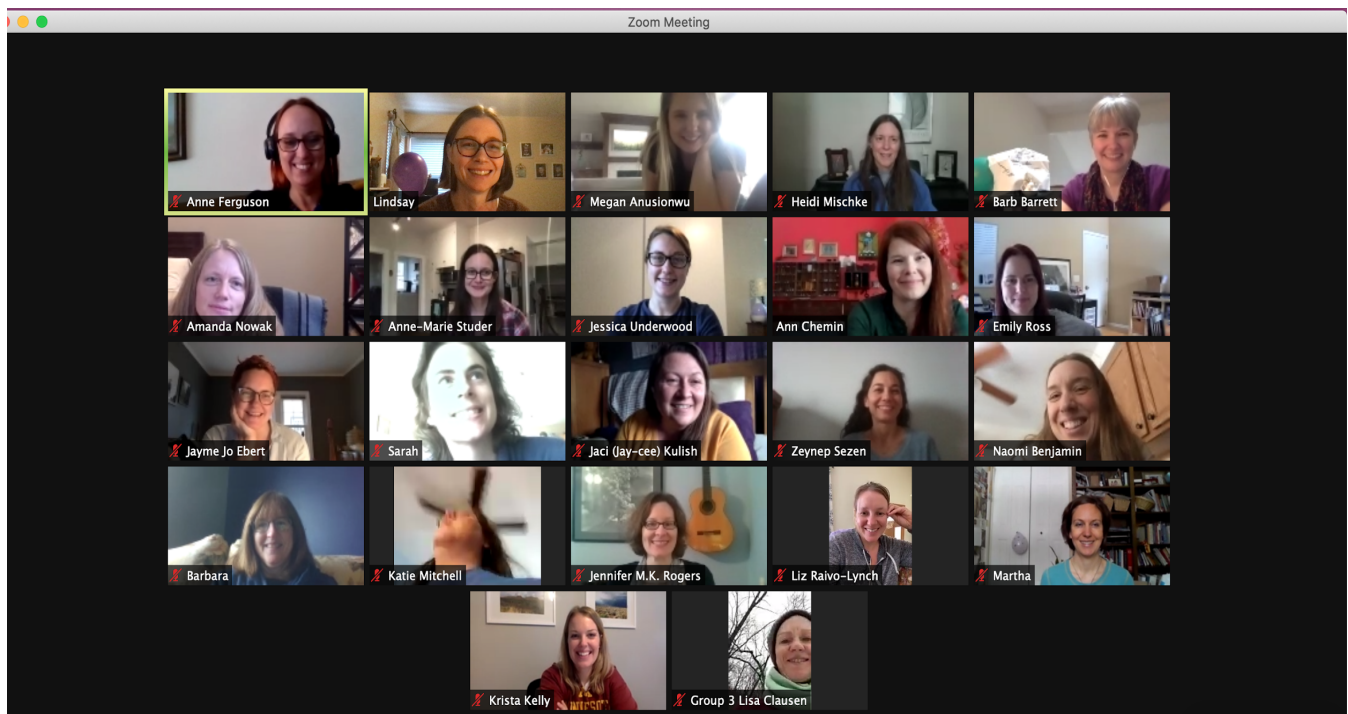 Zoom Meeting
Anne Ferguson
Lindsay
Megan Anusionwu
Heidi Mischke
Barb Barrett
Amanda Nowak
Anne-Marie Studer
Jessica Underwood
Ann Chemin
Emily Ross
Jayme Jo Ebert
Sarah
Jaci (Jay-cee) Kulish
Zeynep Sezen
Naomi Benjamin
Barbara
Katie Mitchell
Jennifer M.K. Rogers
Liz Raivo-Lynch
Martha
Krista Kelly
Group 3 Lisa Clausen